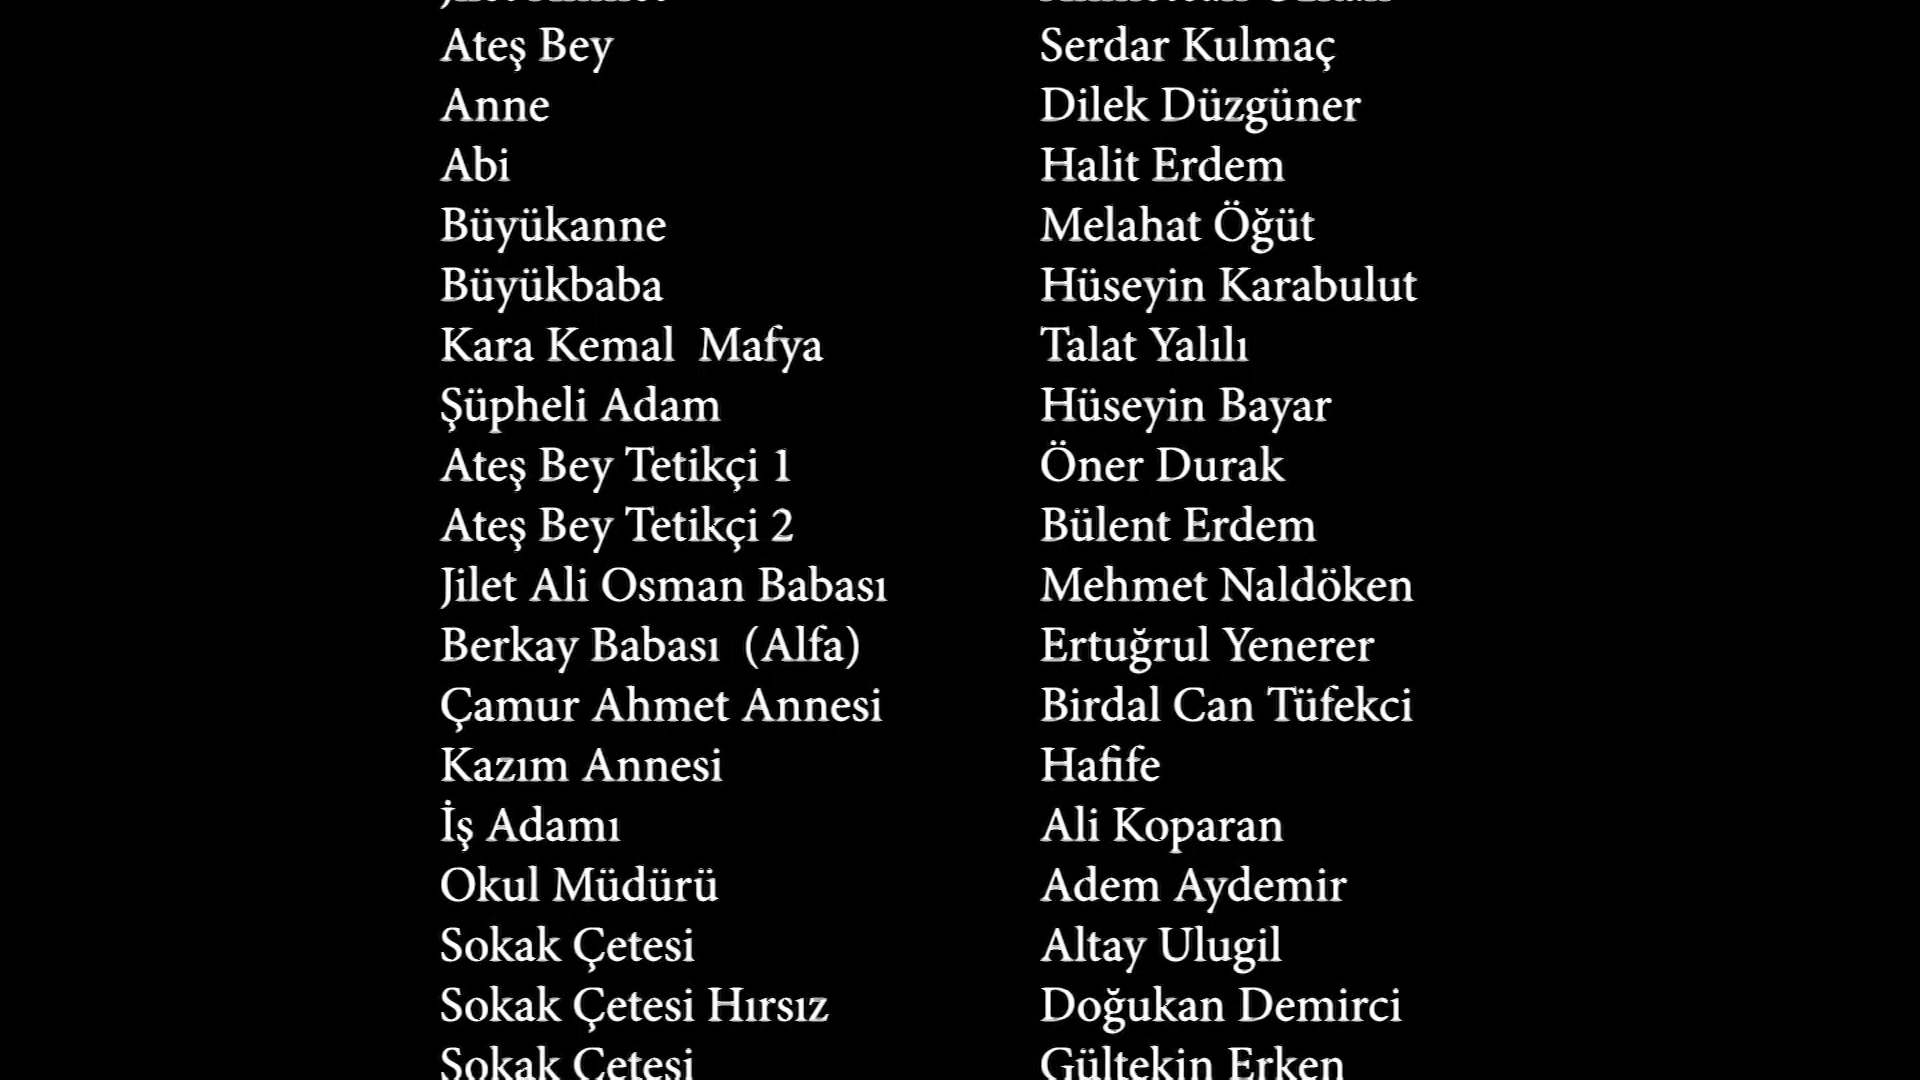 Ateş Bey Serdar Kulmaç
Anne Dilek Düzgüner
Abi Halit Erdem
Büyükanne Melahat Öğüt
Büyükbaba Hüseyin Karabulut
Kara Kemal  Mafya Talat Yalılı
Şüpheli Adam Hüseyin Bayar
Ateş Bey Tetikçi 1 Öner Durak
Ateş Bey Tetikçi 2 Bülent Erdem
Jilet Ali Osman Babası Mehmet Naldöken
Berkay Babası  (Alfa) Ertuğrul Yenerer
Çamur Ahmet Annesi Birdal Can Tüfekci
Kazım Annesi Hafife
İş Adamı Ali Koparan
Okul Müdürü Adem Aydemir
Sokak Çetesi Altay Ulugil
Sokak Çetesi Hırsız Doğukan Demirci
Sokak Çetesi Gültekin Erken